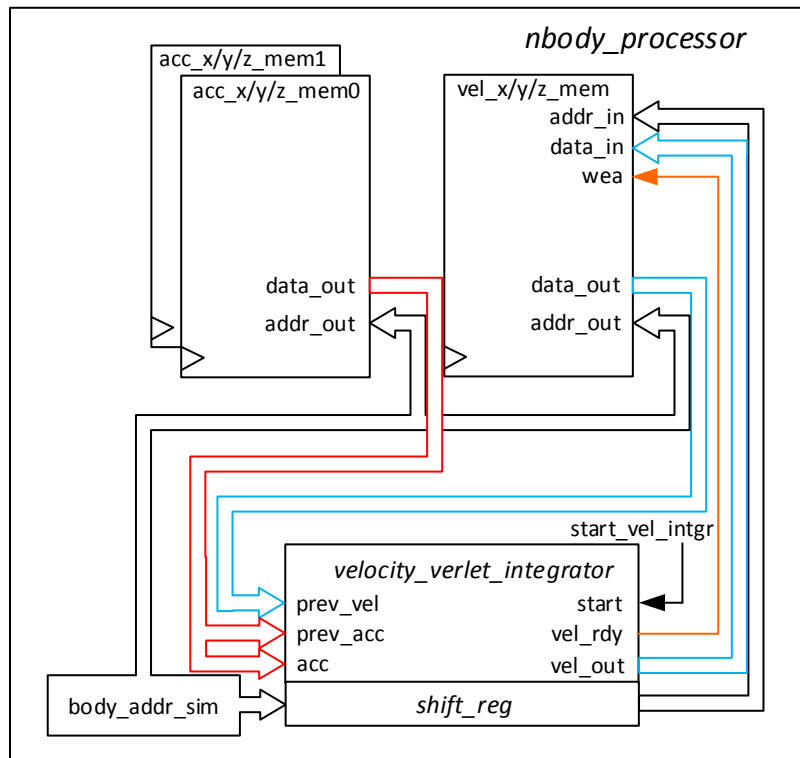 nbody_processor
acc_x/y/z_mem1
acc_x/y/z_mem0
data_out
addr_out
vel_x/y/z_mem
addr_in
data_in
wea
data_out
addr_out
start_vel_intgr
velocity_verlet_integrator
prev_vel
start
prev_acc
vel_rdy
acc
vel_out
body_addr_sim
shift_reg